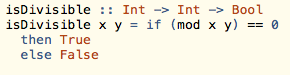 isDivisible :: Int -> Int -> Bool
isDivisible x y = if (mod x y) == 0
  then True
  else False